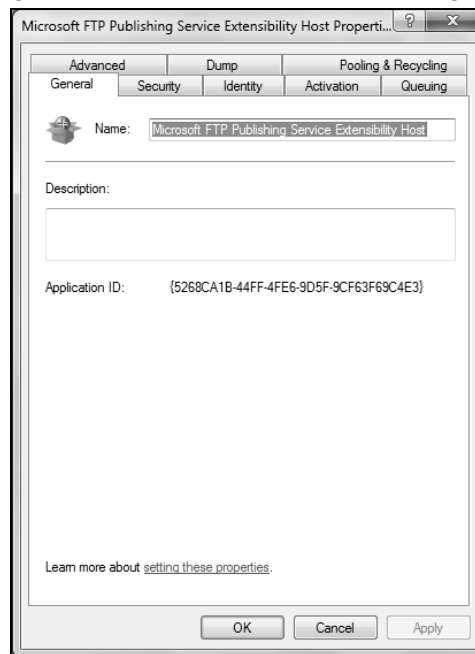 Microsoft FTP Publishing Service Extensibility Host Properti...
Advanced Dump Pooling & Recycling
General Security Identity Activation Queuing
Name: Microsoft FTP Publishing Service Extensibility Host
Description:
Application ID: {5268CA1B-44FF-4FE6-9D5F-9CF63F69C4E3}
Learn more about setting these properties.
OK Cancel Apply